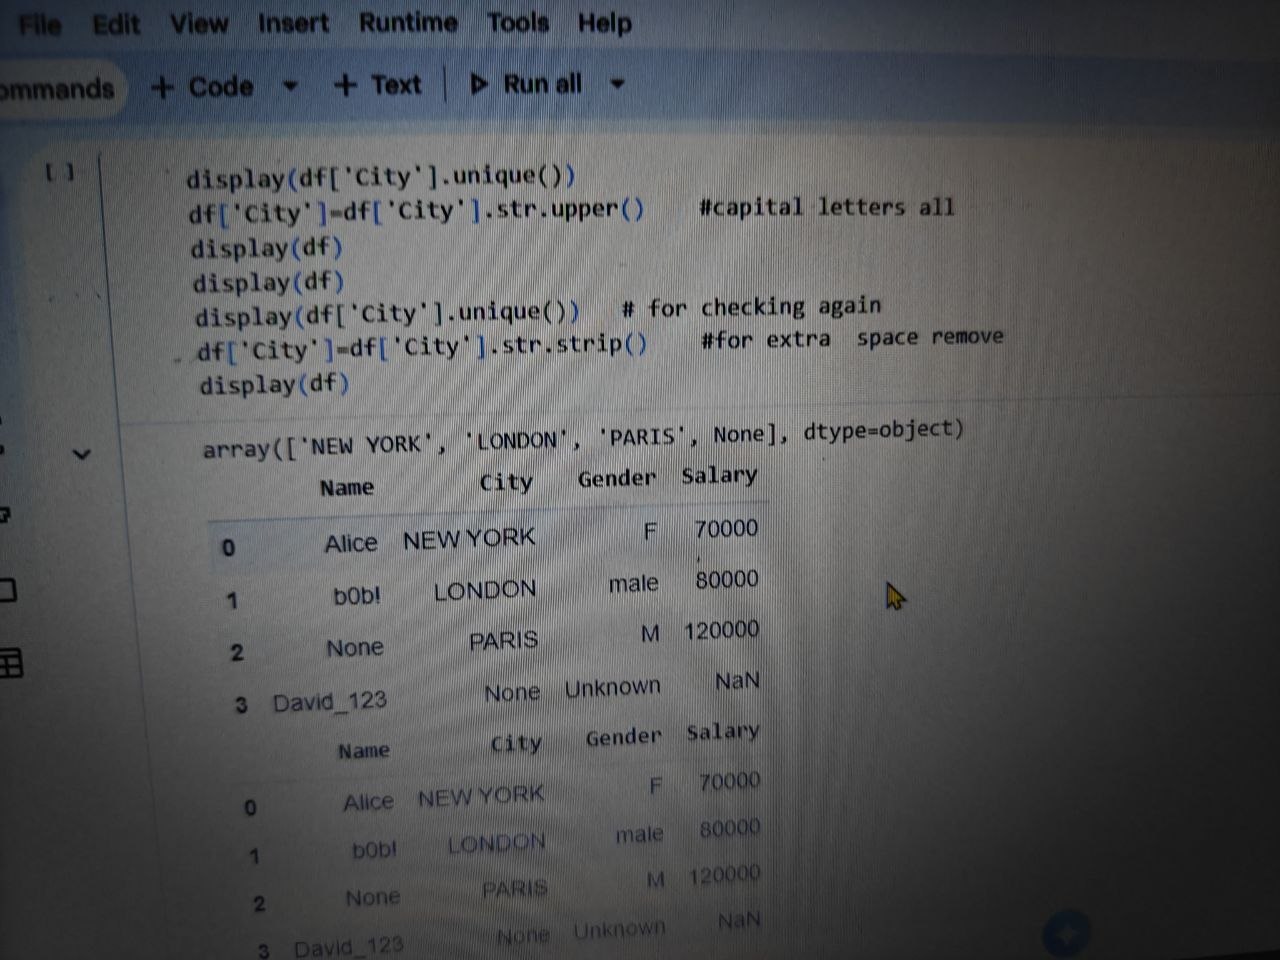 File Edit View Insert Runtime Tools Help
ommands + Code + Text Run all
[ ]
display(df['City'].unique())
df['City']=df['City'].str.upper() #capital letters all
display(df)
display(df)
display(df['City'].unique()) # for checking again
df['City']=df['City'].str.strip() #for extra space remove
display(df)
array(['NEW YORK', 'LONDON', 'PARIS', None], dtype=object)
Name City Gender Salary
0 Alice NEW YORK F 70000
1 b0b! LONDON male 80000
2 None PARIS M 120000
3 David_123 None Unknown NaN
Name City Gender Salary
0 Alice NEW YORK F 70000
1 b0b! LONDON male 80000
2 None PARIS M 120000
3 David_123 None Unknown NaN